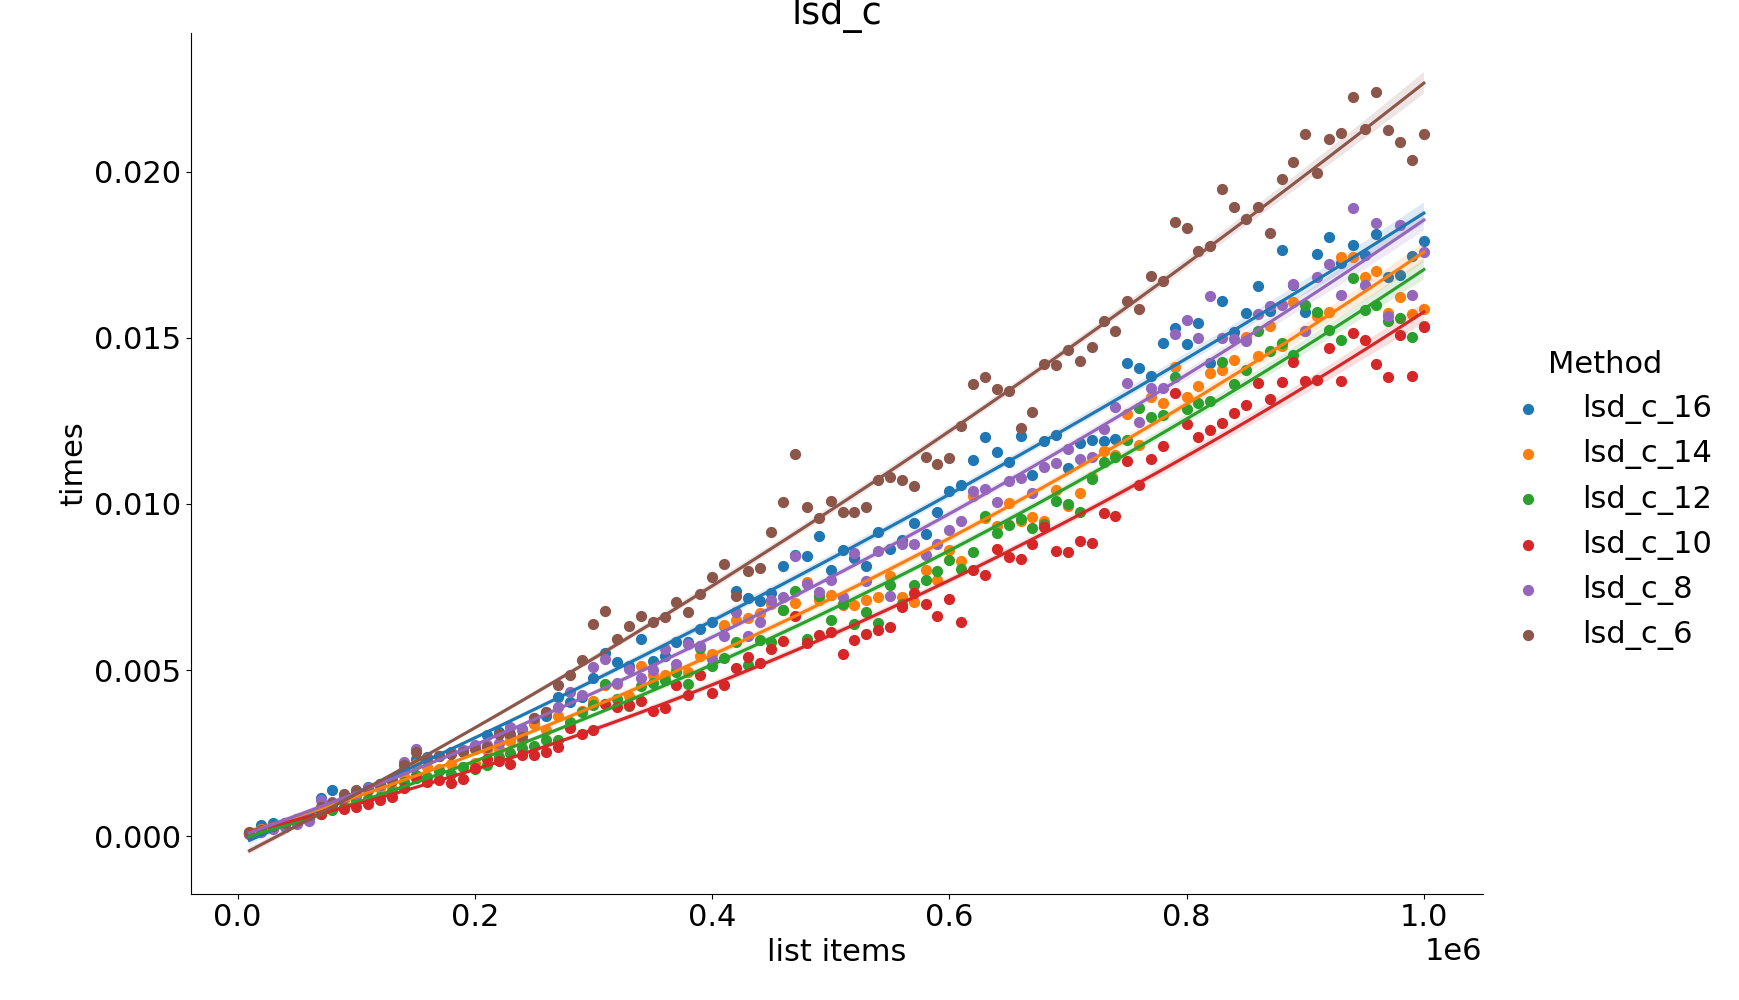 lsd_c
0.020
0.015
0.010
0.005
0.000
times
0.0 0.2 0.4 0.6 0.8 1.0
1e6
list items
Method
lsd_c_16
lsd_c_14
lsd_c_12
lsd_c_10
lsd_c_8
lsd_c_6